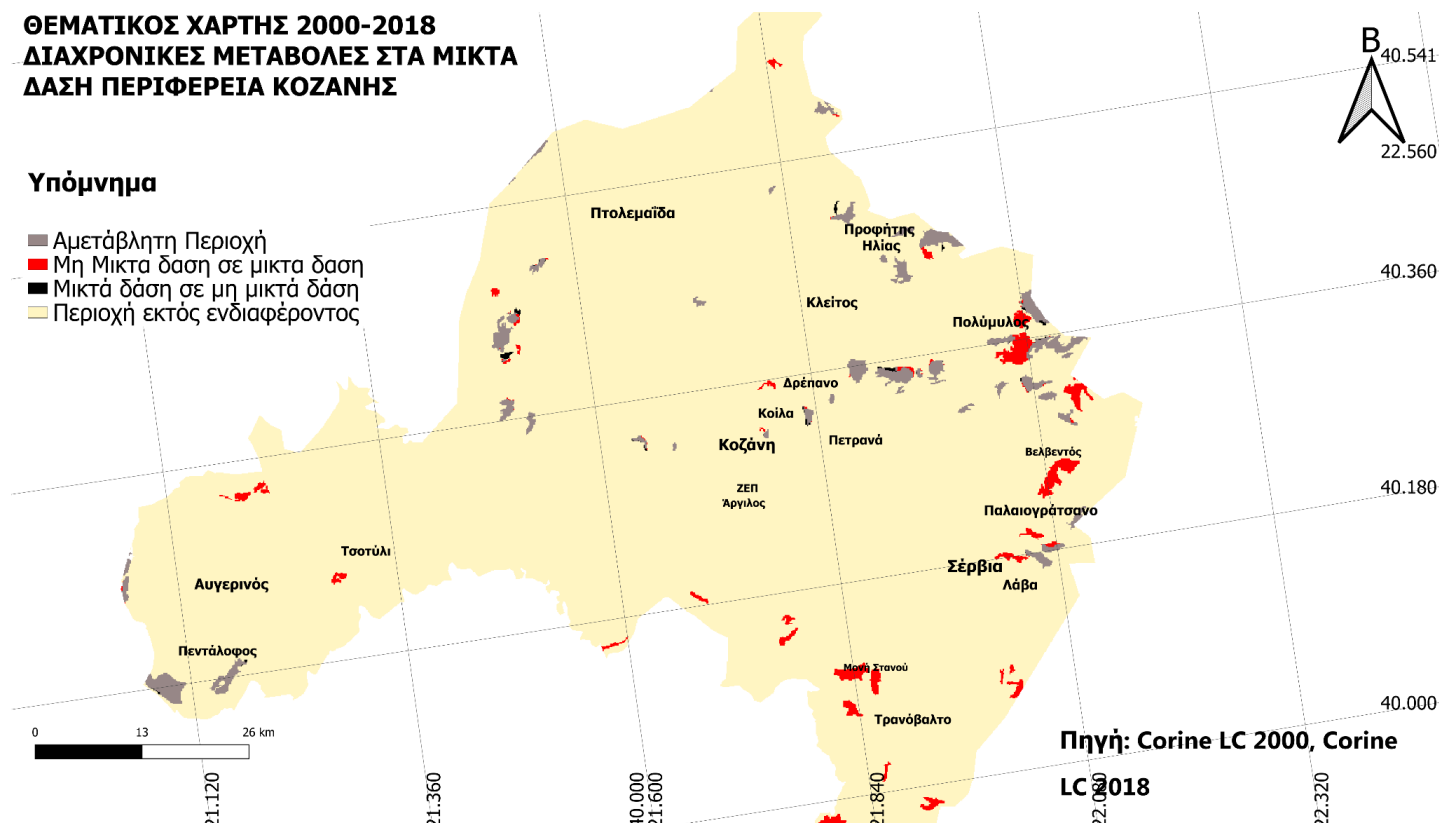 ΘΕΜΑΤΙΚΟΣ ΧΑΡΤΗΣ 2000-2018
ΔΙΑΧΡΟΝΙΚΕΣ ΜΕΤΑΒΟΛΕΣ ΣΤΑ ΜΙΚΤΑ
ΔΑΣΗ ΠΕΡΙΦΕΡΕΙΑ ΚΟΖΑΝΗΣ
Β
40.541
22.560
Υπόμνημα
Αμετάβλητη Περιοχή
Μη Μικτα δαση σε μικτα δαση
Μικτά δάση σε μη μικτά δάση
Περιοχή εκτός ενδιαφέροντος
Πτολεμαϊδα
Προφήτης
Ηλίας
40.360
Κλείτος
Πολύμυλος
Δρέπανο
Κοίλα
Κοζάνη
Πετρανά
Βελβεντός
ΖΕΠ
Άργιλος
40.180
Παλαιογράτσανο
Τσοτύλι
Σέρβια
Αυγερινός
Λάβα
Πεντάλοφος
Μονή Στανού
40.000
Τρανόβαλτο
0 13 26 km
Πηγή: Corine LC 2000, Corine
LC 2018
21.120
21.360
40.000
21.600
21.840
22.080
22.320